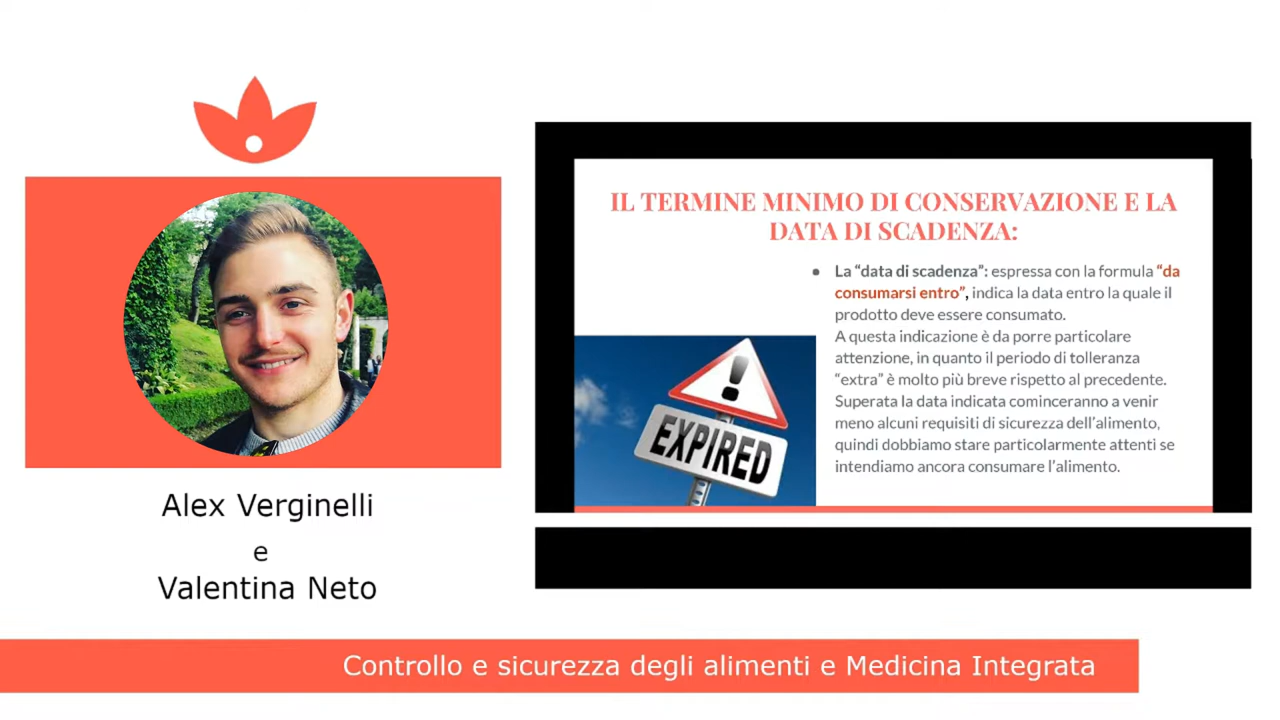 Alex Verginelli
e
Valentina Neto
IL TERMINE MINIMO DI CONSERVAZIONE E LA
DATA DI SCADENZA:
• La “data di scadenza”: espressa con la formula “da
consumarsi entro”, indica la data entro la quale il
prodotto deve essere consumato.
A questa indicazione è da porre particolare
attenzione, in quanto il periodo di tolleranza
“extra” è molto più breve rispetto al precedente.
Superata la data indicata cominceranno a venir
meno alcuni requisiti di sicurezza dell’alimento,
quindi dobbiamo stare particolarmente attenti se
intendiamo ancora consumare l’alimento.
!
EXPIRED
Controllo e sicurezza degli alimenti e Medicina Integrata